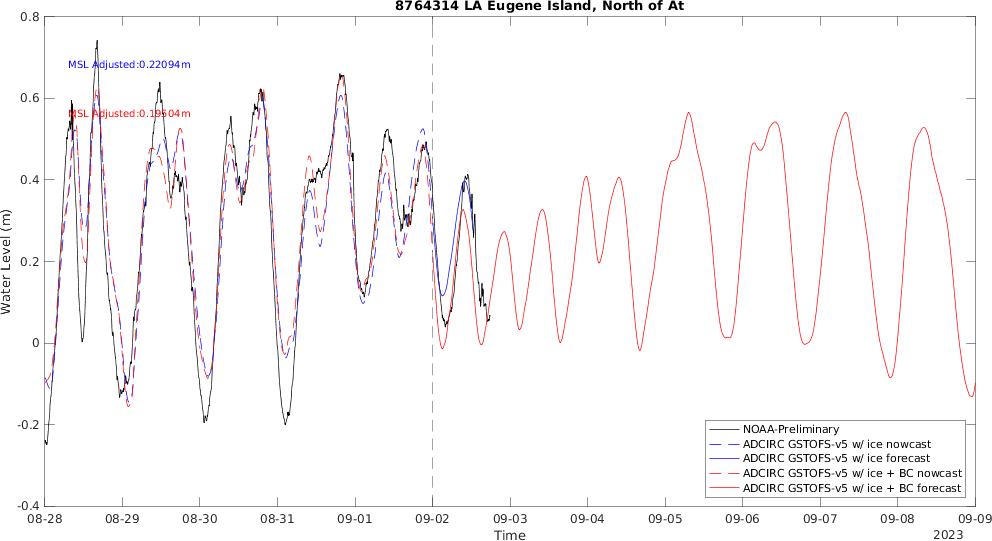 8764314 LA Eugene Island, North of At
Water Level (m)
0.8
0.6
0.4
0.2
0
-0.2
-0.4
MSL Adjusted:0.22094m
MSL Adjusted:0.19504m
NOAA-Preliminary
ADCIRC GSTOFS-v5 w/ ice nowcast
ADCIRC GSTOFS-v5 w/ ice forecast
ADCIRC GSTOFS-v5 w/ ice + BC nowcast
ADCIRC GSTOFS-v5 w/ ice + BC forecast
08-28 08-29 08-30 08-31 09-01 09-02 09-03 09-04 09-05 09-06 09-07 09-08 09-09
Time
2023